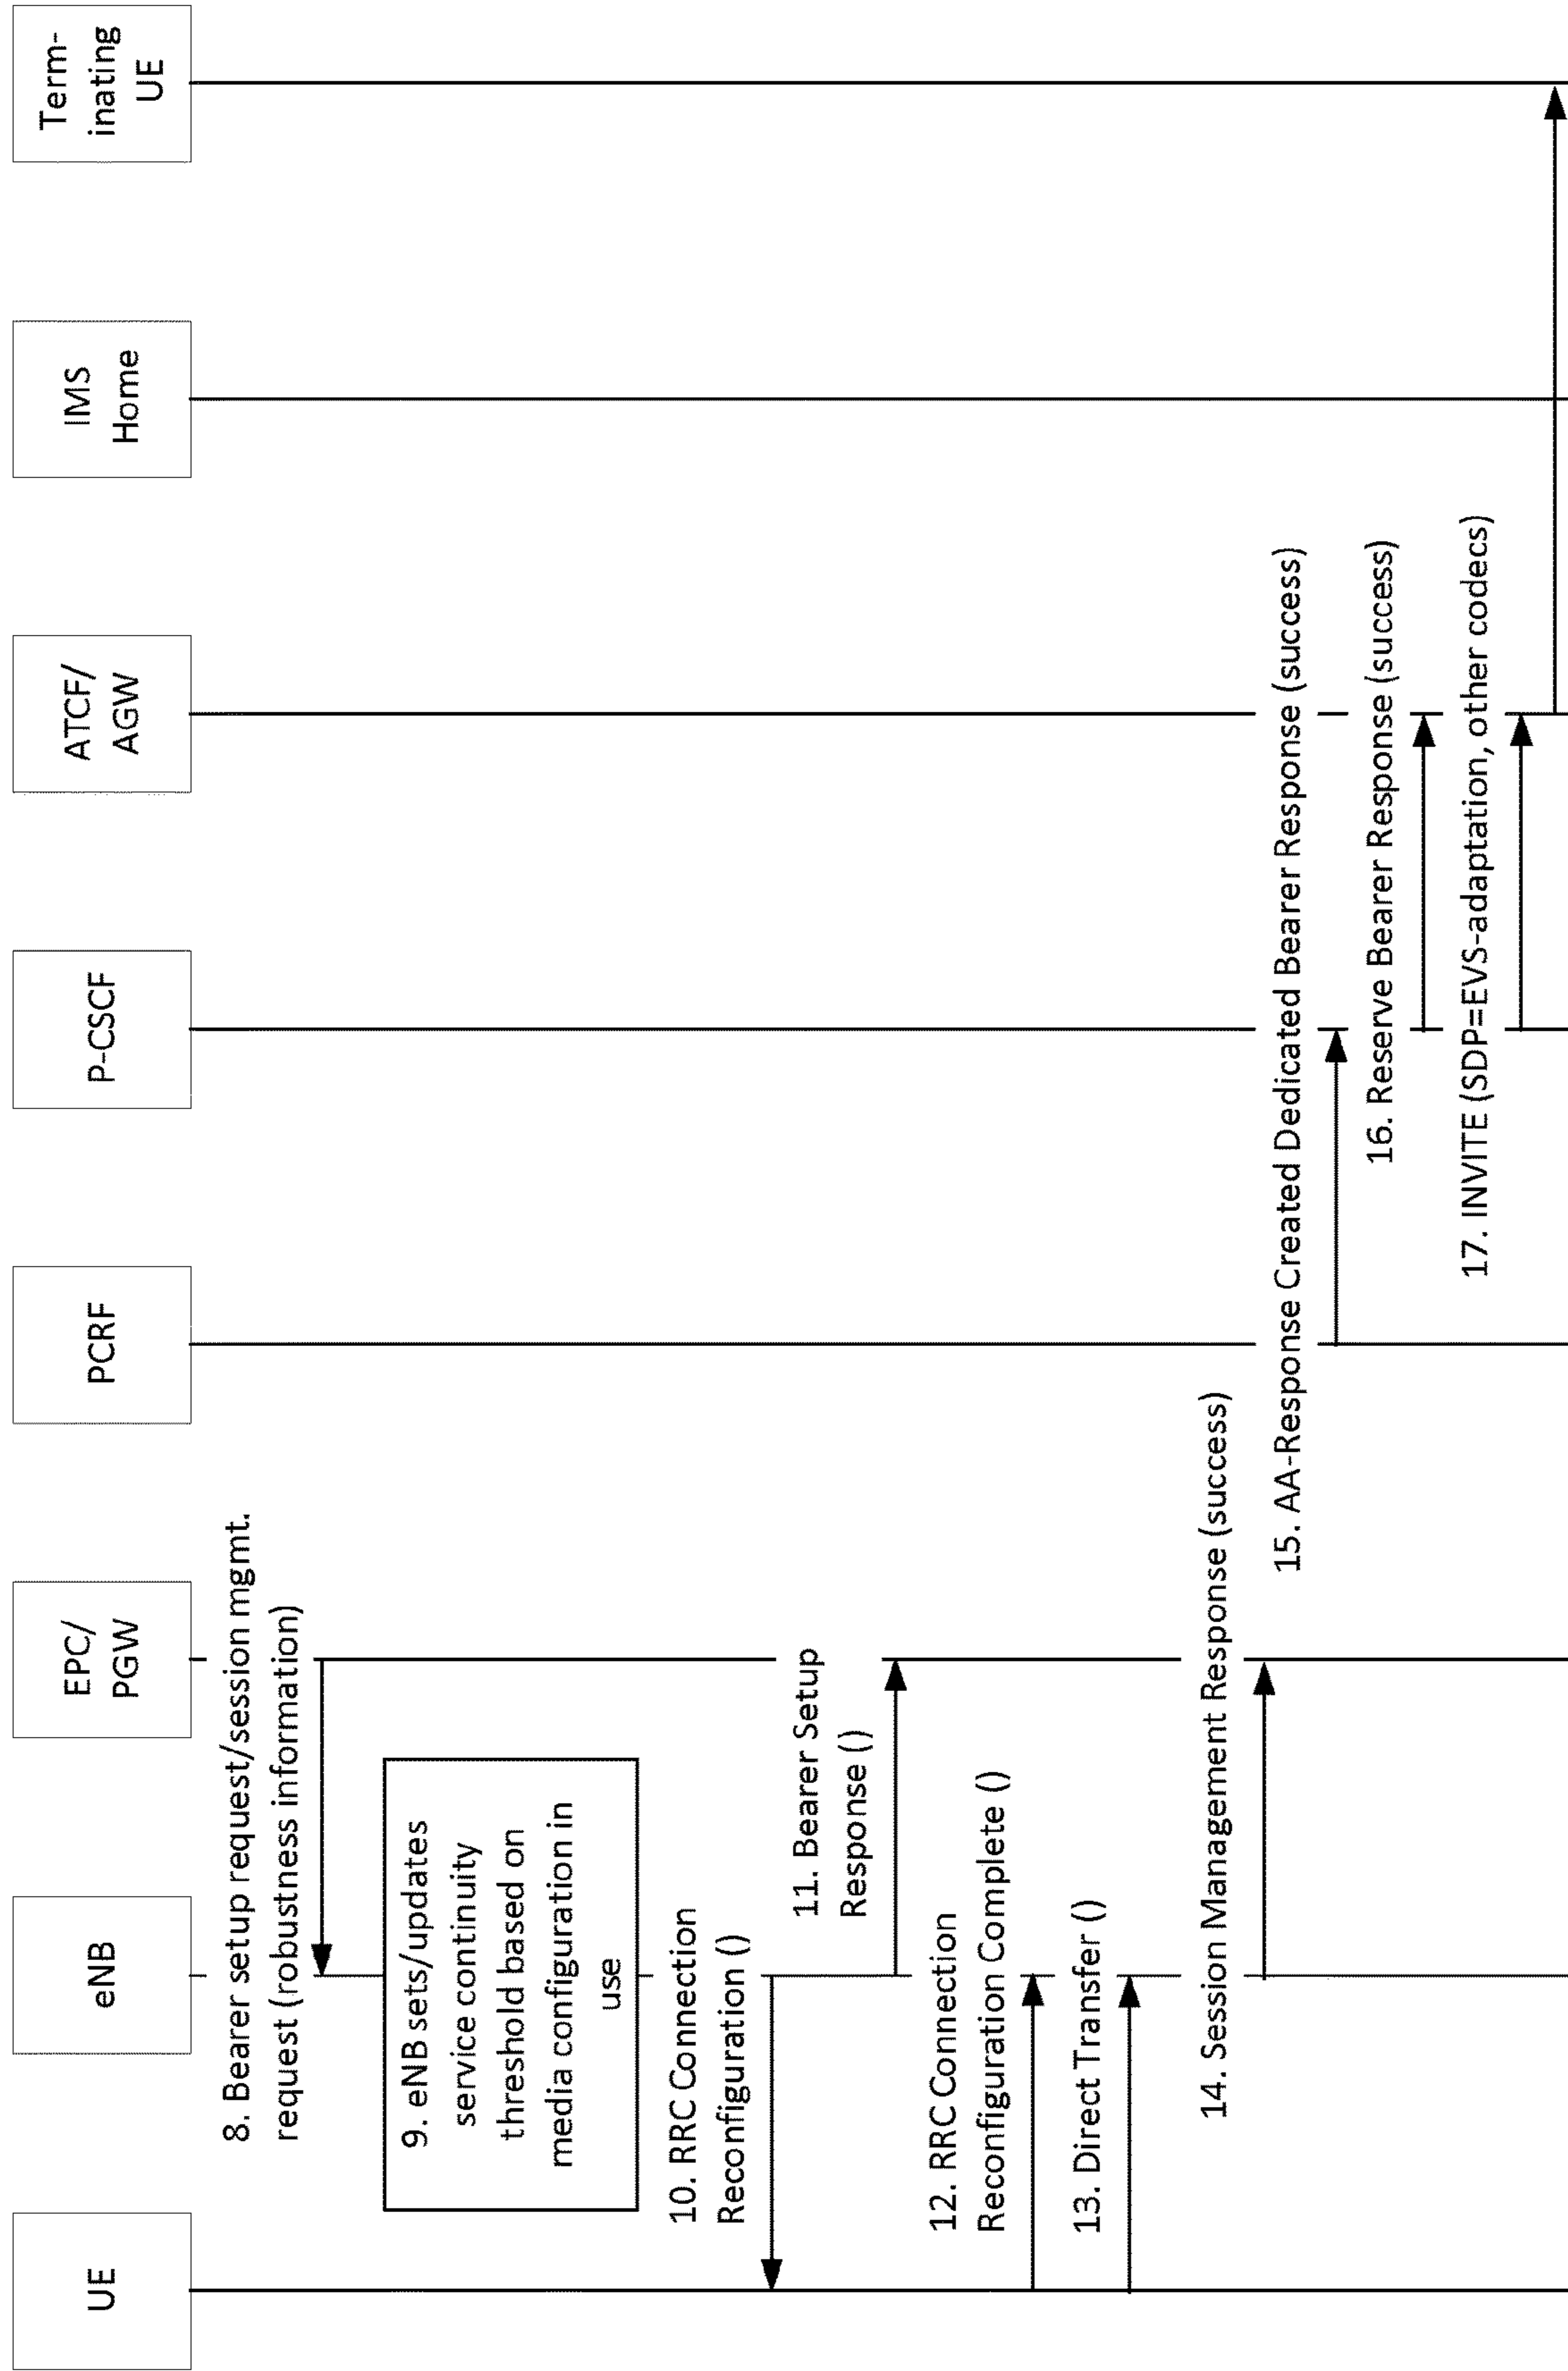 UE
eNB
EPC/
PGW
PCRF
P-CSCF
ATCF/
AGW
IMS
Home
Term-
inating
UE
8. Bearer setup request/session mgmt.
request (robustness information)
9. eNB sets/updates
service continuity
threshold based on
media configuration in
use
10. RRC Connection
Reconfiguration ()
11. Bearer Setup
Response ()
12. RRC Connection
Reconfiguration Complete ()
13. Direct Transfer ()
14. Session Management Response (success)
15. AA-Response Created Dedicated Bearer Response (success)
16. Reserve Bearer Response (success)
17. INVITE (SDP=EVS-adaptation, other codecs)